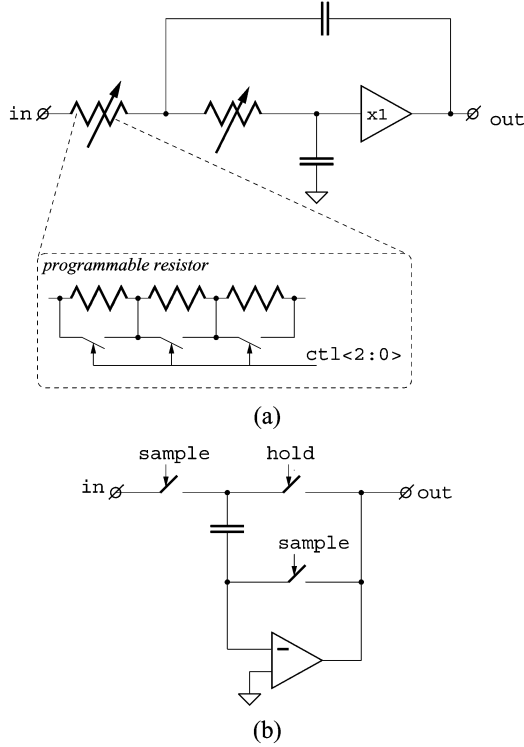 in
x1
out
programmable resistor
ctl<2:0>
(a)
sample
hold
in
out
sample
(b)